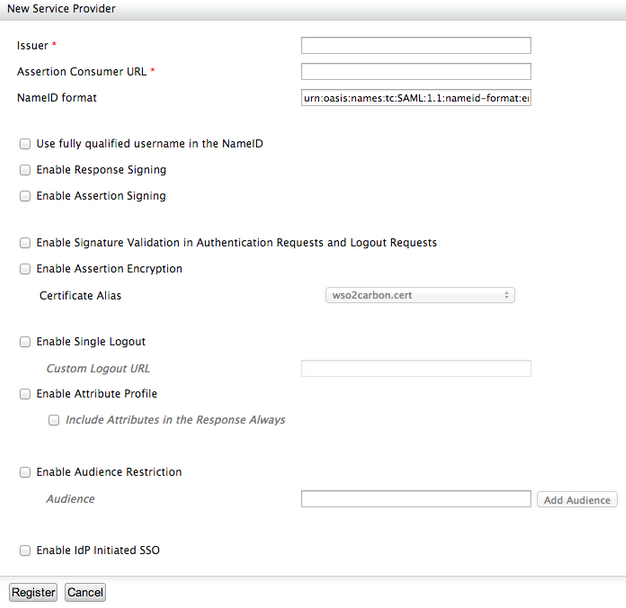 New Service Provider
Issuer *
Assertion Consumer URL *
NameID format urn:oasis:names:tc:SAML:1.1:nameid-format:e
Use fully qualified username in the NameID
Enable Response Signing
Enable Assertion Signing
Enable Signature Validation in Authentication Requests and Logout Requests
Enable Assertion Encryption
Certificate Alias wso2carbon.cert
Enable Single Logout
Custom Logout URL
Enable Attribute Profile
Include Attributes in the Response Always
Enable Audience Restriction
Audience Add Audience
Enable IdP Initiated SSO
Register Cancel